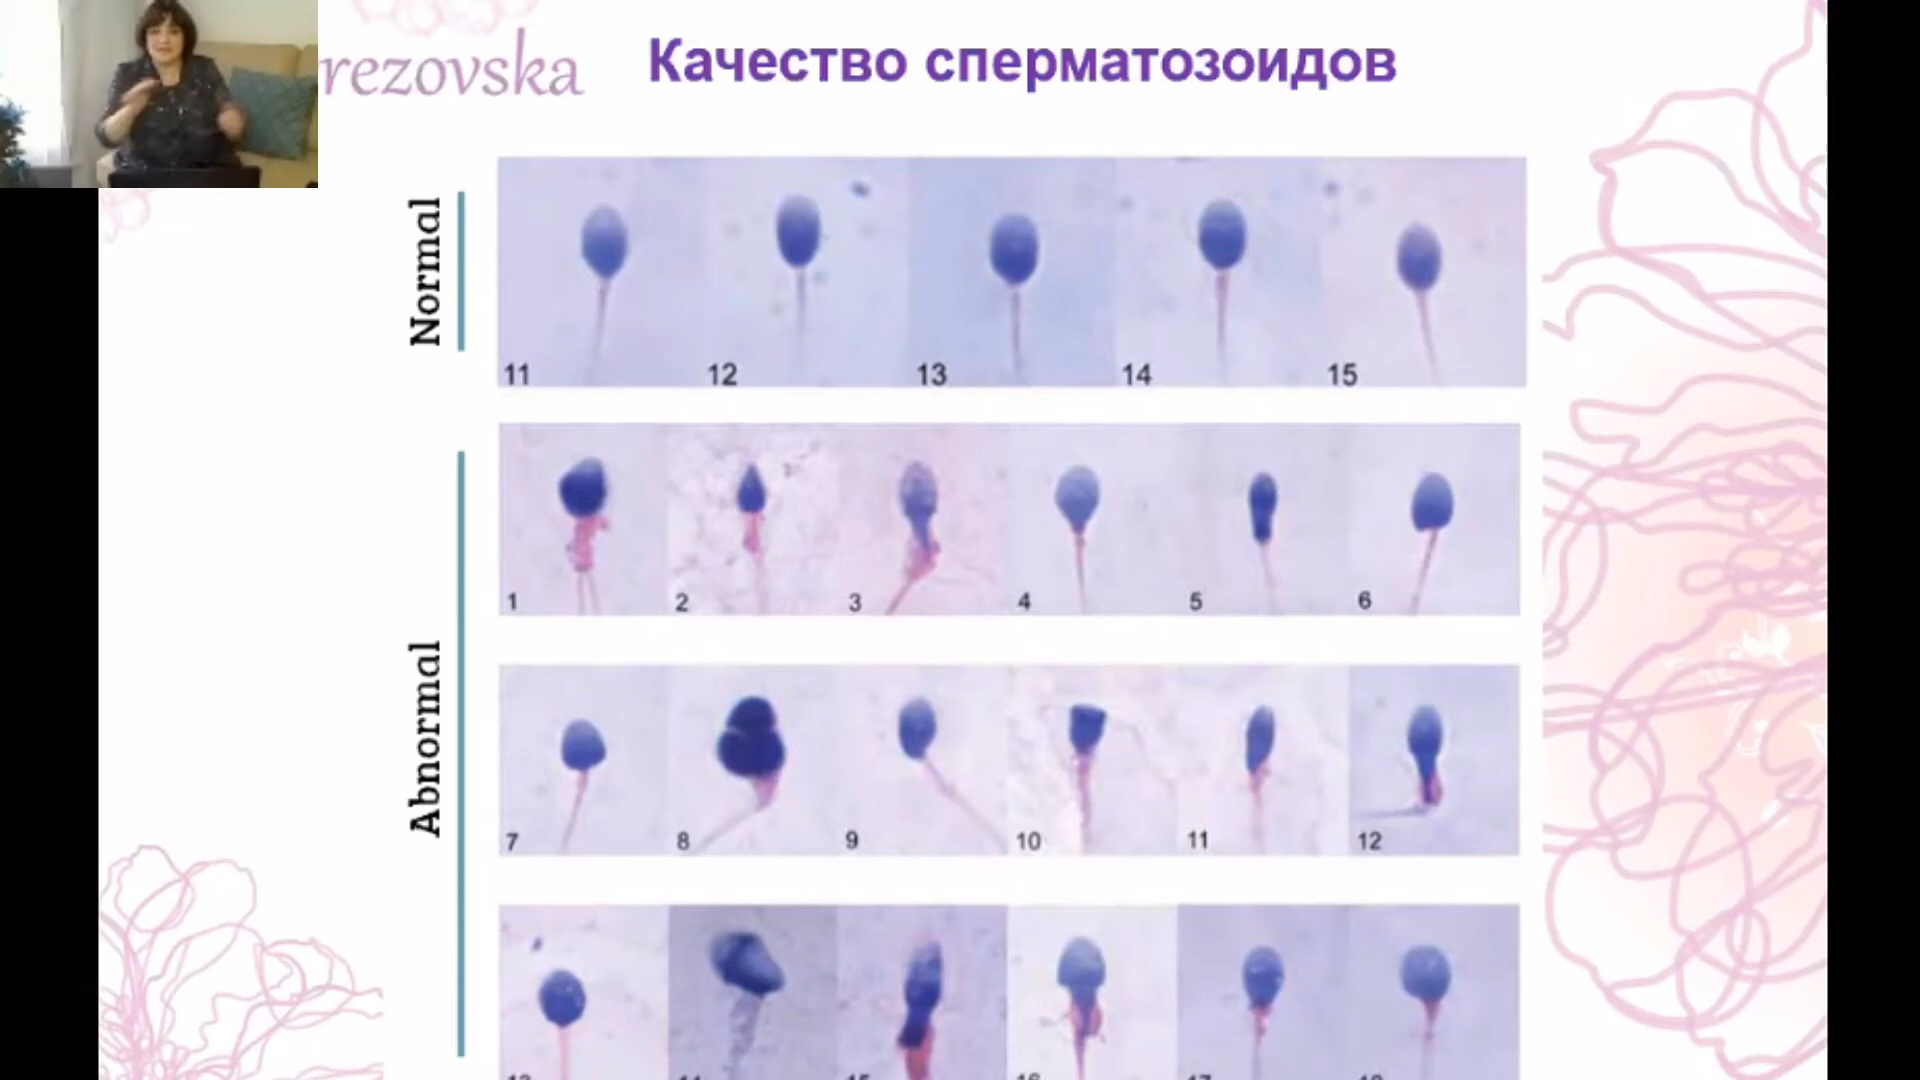 rezovska
Качество сперматозоидов
Normal
11 12 13 14 15
Abnormal
1 2 3 4 5 6
7 8 9 10 11 12